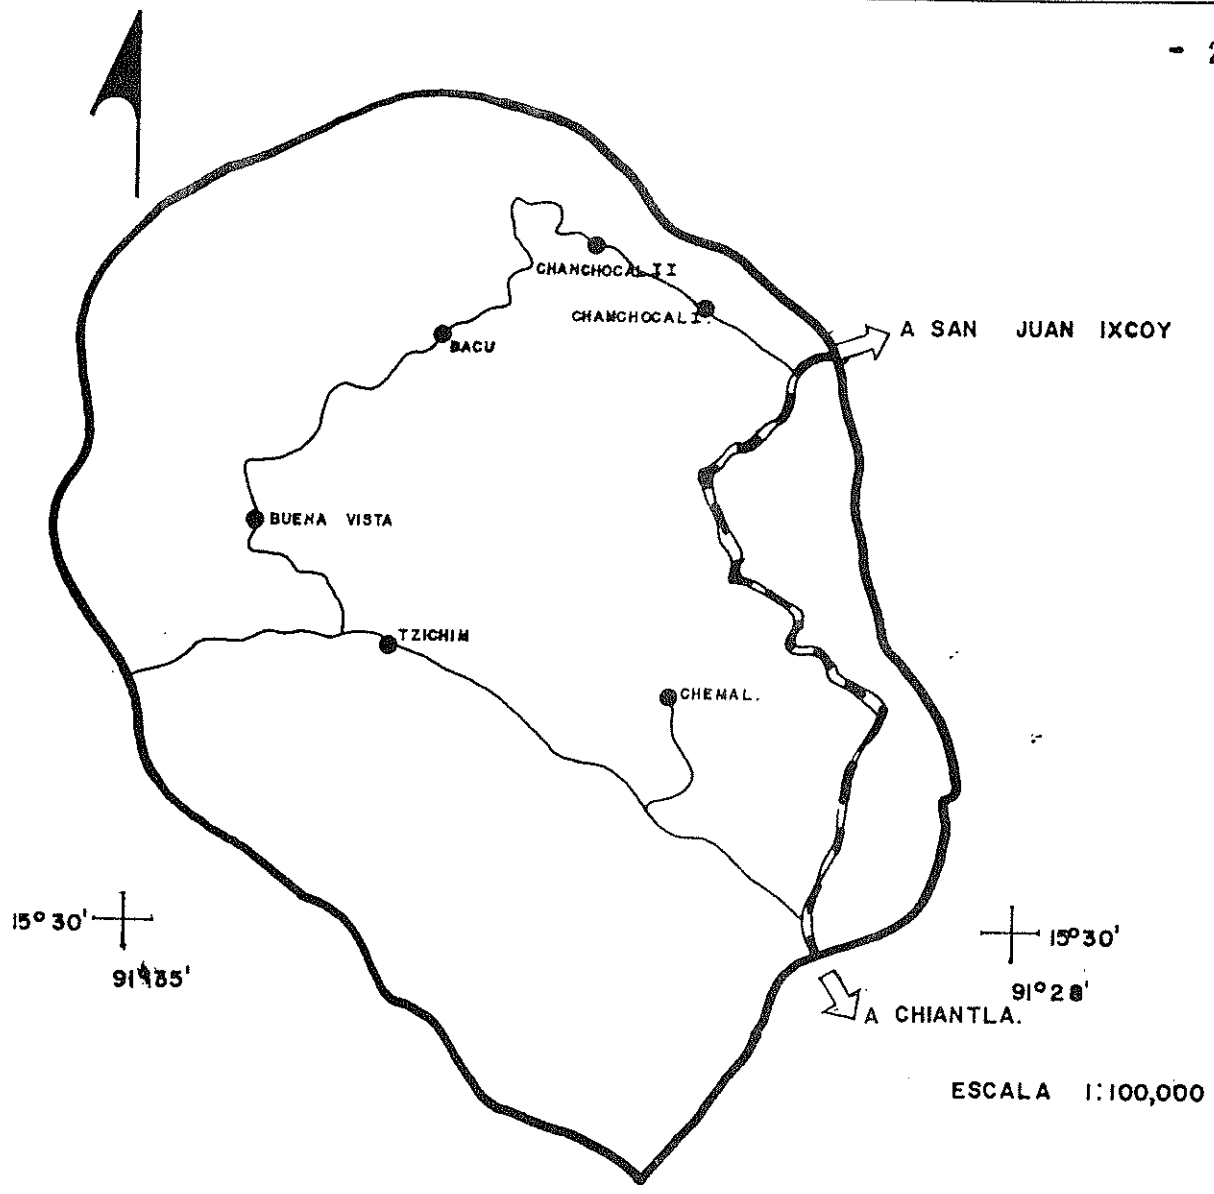 - 2
CHANCHOCAL II
CHAMCHOCAL I.
A SAN JUAN IXCOY
BACU
BUENA VISTA
TZICHIM
CHEMAL.
15° 30'
15° 30'
91° 28'
A CHIANTLA.
ESCALA 1:100,000